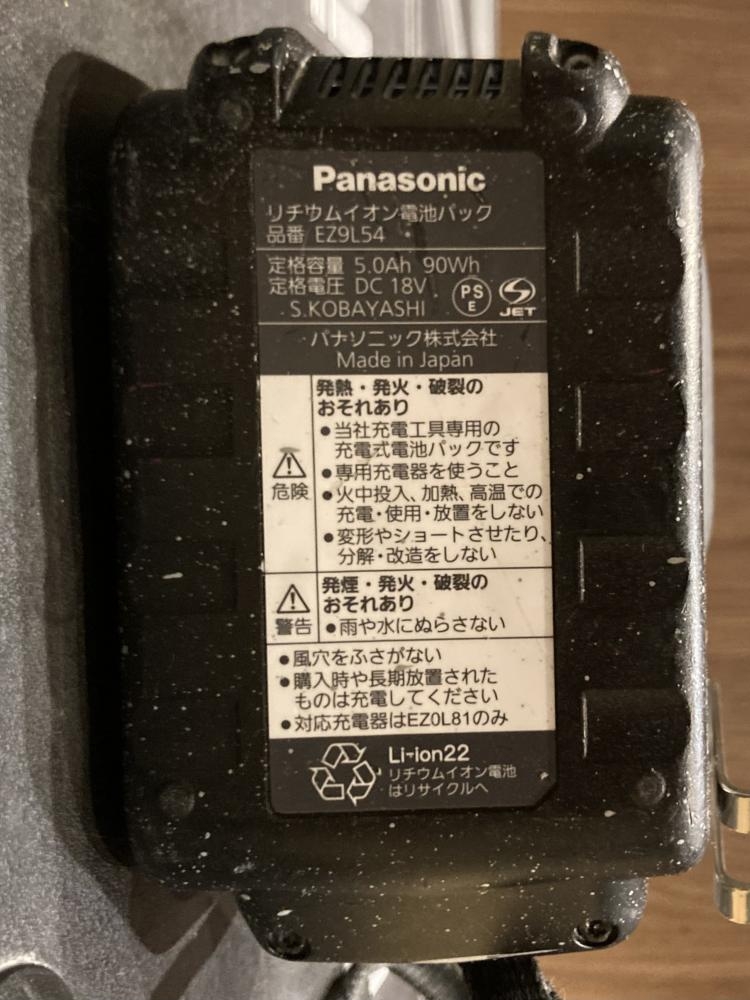 Panasonic
リチウムイオン電池パック
品番 EZ9L54
定格容量 5.0Ah 90Wh
定格電圧 DC 18V
S.KOBAYASHI
PS
E
JET
パナソニック株式会社
Made in Japan
危険
発熱・発火・破裂の
おそれあり
●当社充電工具専用の
充電式電池パックです
●専用充電器を使うこと
●火中投入、加熱、高温での
充電・使用・放置をしない
●変形やショートさせたり、
分解・改造をしない
警告
発煙・発火・破裂の
おそれあり
●雨や水にぬらさない
●風穴をふさがない
●購入時や長期放置された
ものは充電してください
●対応充電器はEZ0L81のみ
Li-ion22
リチウムイオン電池
はリサイクルへ